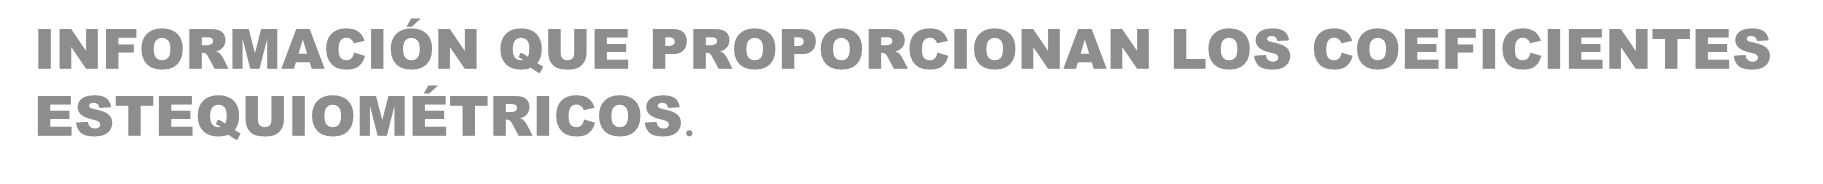 INFORMACIÓN QUE PROPORCIONAN LOS COEFICIENTES
ESTEQUIOMÉTRICOS.